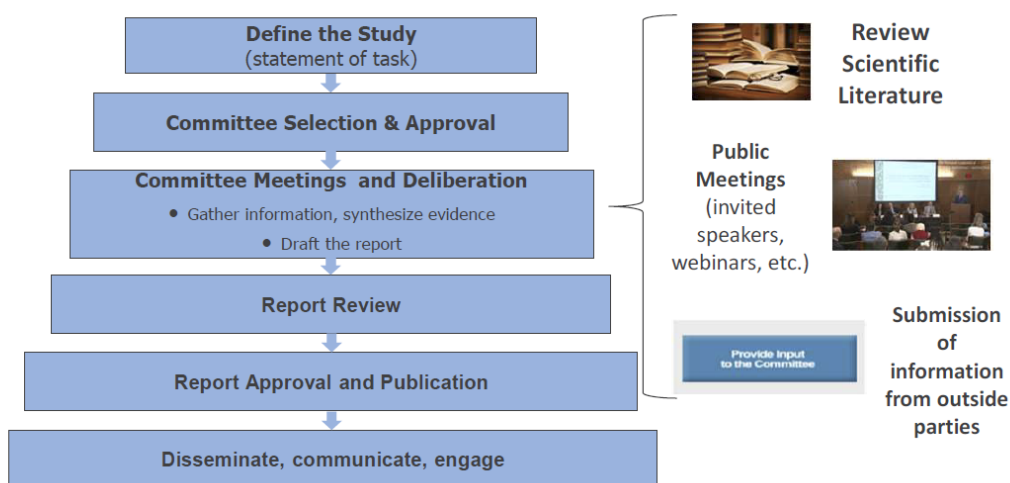 Define the Study
(statement of task)
Committee Selection & Approval
Committee Meetings and Deliberation
• Gather information, synthesize evidence
• Draft the report
Report Review
Report Approval and Publication
Disseminate, communicate, engage
Review
Scientific
Literature
Public
Meetings
(invited
speakers,
webinars, etc.)
Provide Input
to the Committee
Submission
of
information
from outside
parties